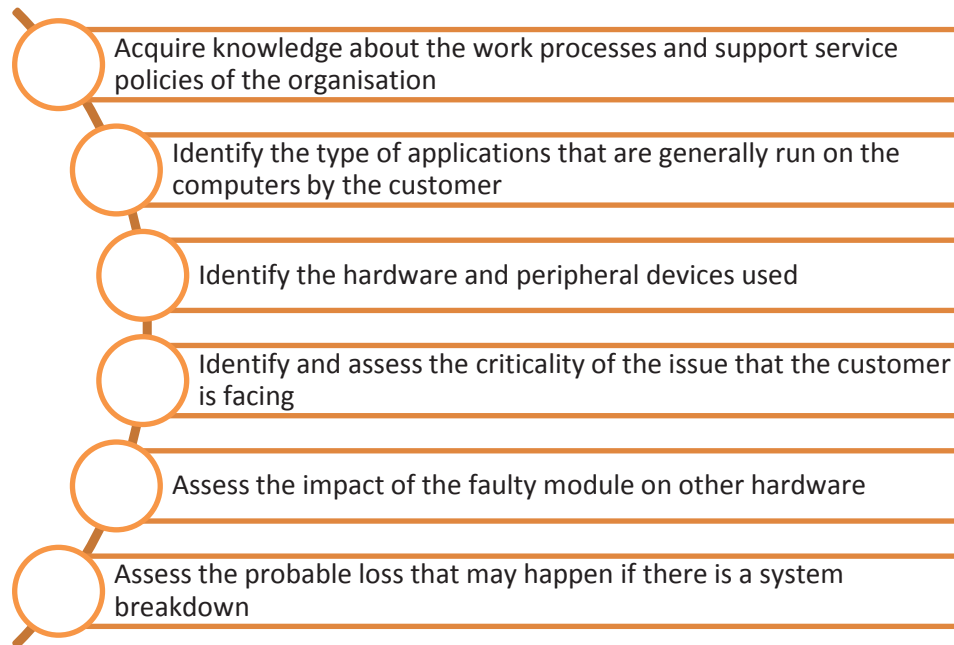 Acquire knowledge about the work processes and support service
policies of the organisation
Identify the type of applications that are generally run on the
computers by the customer
Identify the hardware and peripheral devices used
Identify and assess the criticality of the issue that the customer
is facing
Assess the impact of the faulty module on other hardware
Assess the probable loss that may happen if there is a system
breakdown